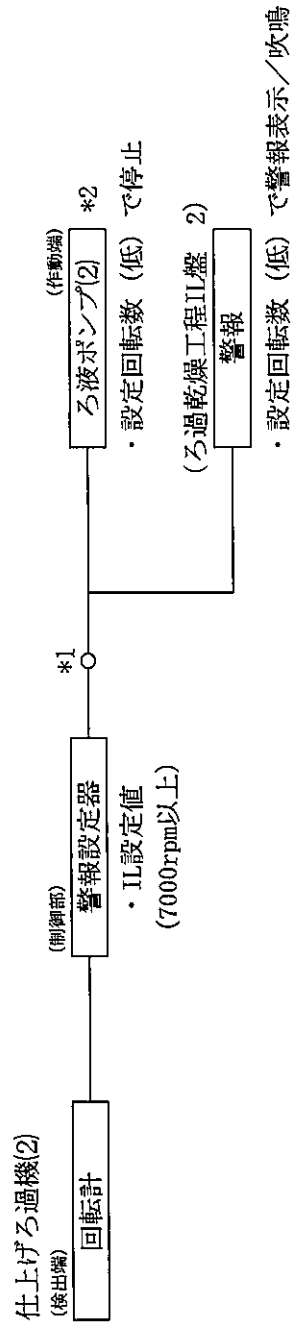 仕上げろ過機(2)
(検出端)
回転計
(制御部)
警報設定器
・IL設定値
(7000rpm以上)
*1
(作動端)
ろ液ポンプ(2)
*2
・設定回転数（低）で停止
(ろ過乾燥工程IL盤 2)
警報
・設定回転数（低）で警報表示／吹鳴